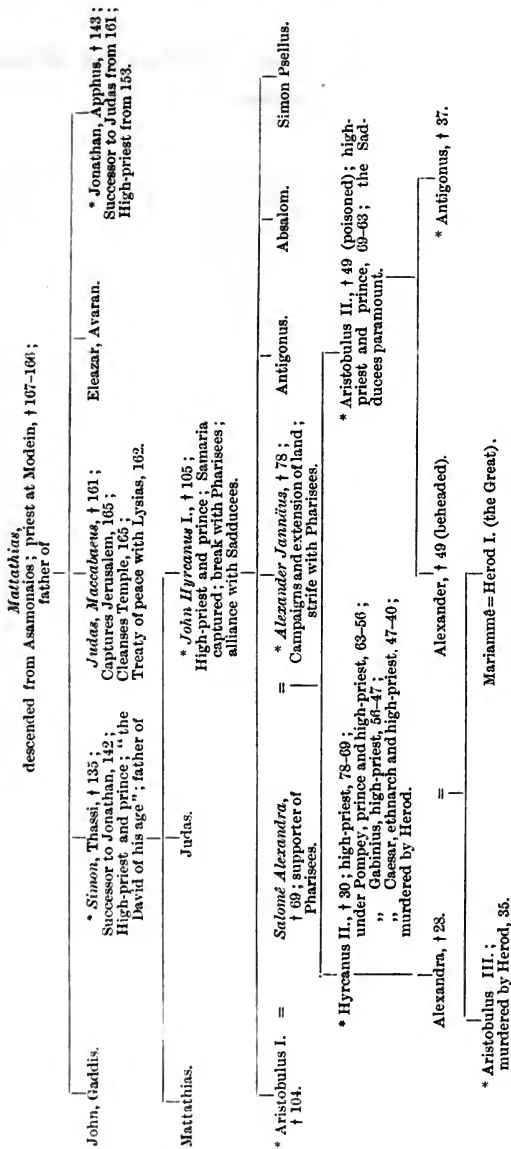 Mattathias,
descended from Asamonaios; priest at Modein, † 167-166;
father of
John, Gaddis.
* Simon, Thassi, † 135;
Successor to Jonathan, 142;
High-priest and prince; "the
David of his age"; father of
Judas, Maccabaeus, † 161;
Captures Jerusalem, 165;
Cleanses Temple, 165;
Treaty of peace with Lysias, 162.
Eleazar, Avaran.
* Jonathan, Apphus, † 143;
Successor to Judas from 161;
High-priest from 153.
Mattathias.
Judas.
* John Hyrcanus I., † 105;
High-priest and prince; Samaria
captured; break with Pharisees;
alliance with Sadducees.
* Aristobulus I. =
† 104.
Salomê Alexandra, =
† 69; supporter of
Pharisees.
* Alexander Jannäus, † 78;
Campaigns and extension of land;
strife with Pharisees.
Antigonus.
Absalom.
Simon Psellus.
* Hyrcanus II., † 30; high-priest, 78-69;
under Pompey, prince and high-priest, 63-56;
„ Gabinius, high-priest, 56-47;
„ Caesar, ethnarch and high-priest, 47-40;
murdered by Herod.
* Aristobulus II., † 49 (poisoned); high-
priest and prince, 69-63; the Sad-
ducees paramount.
Alexandra, † 28. =
Alexander, † 49 (beheaded).
* Antigonus, † 37.
* Aristobulus III.;
murdered by Herod, 35.
Mariammê = Herod I. (the Great).